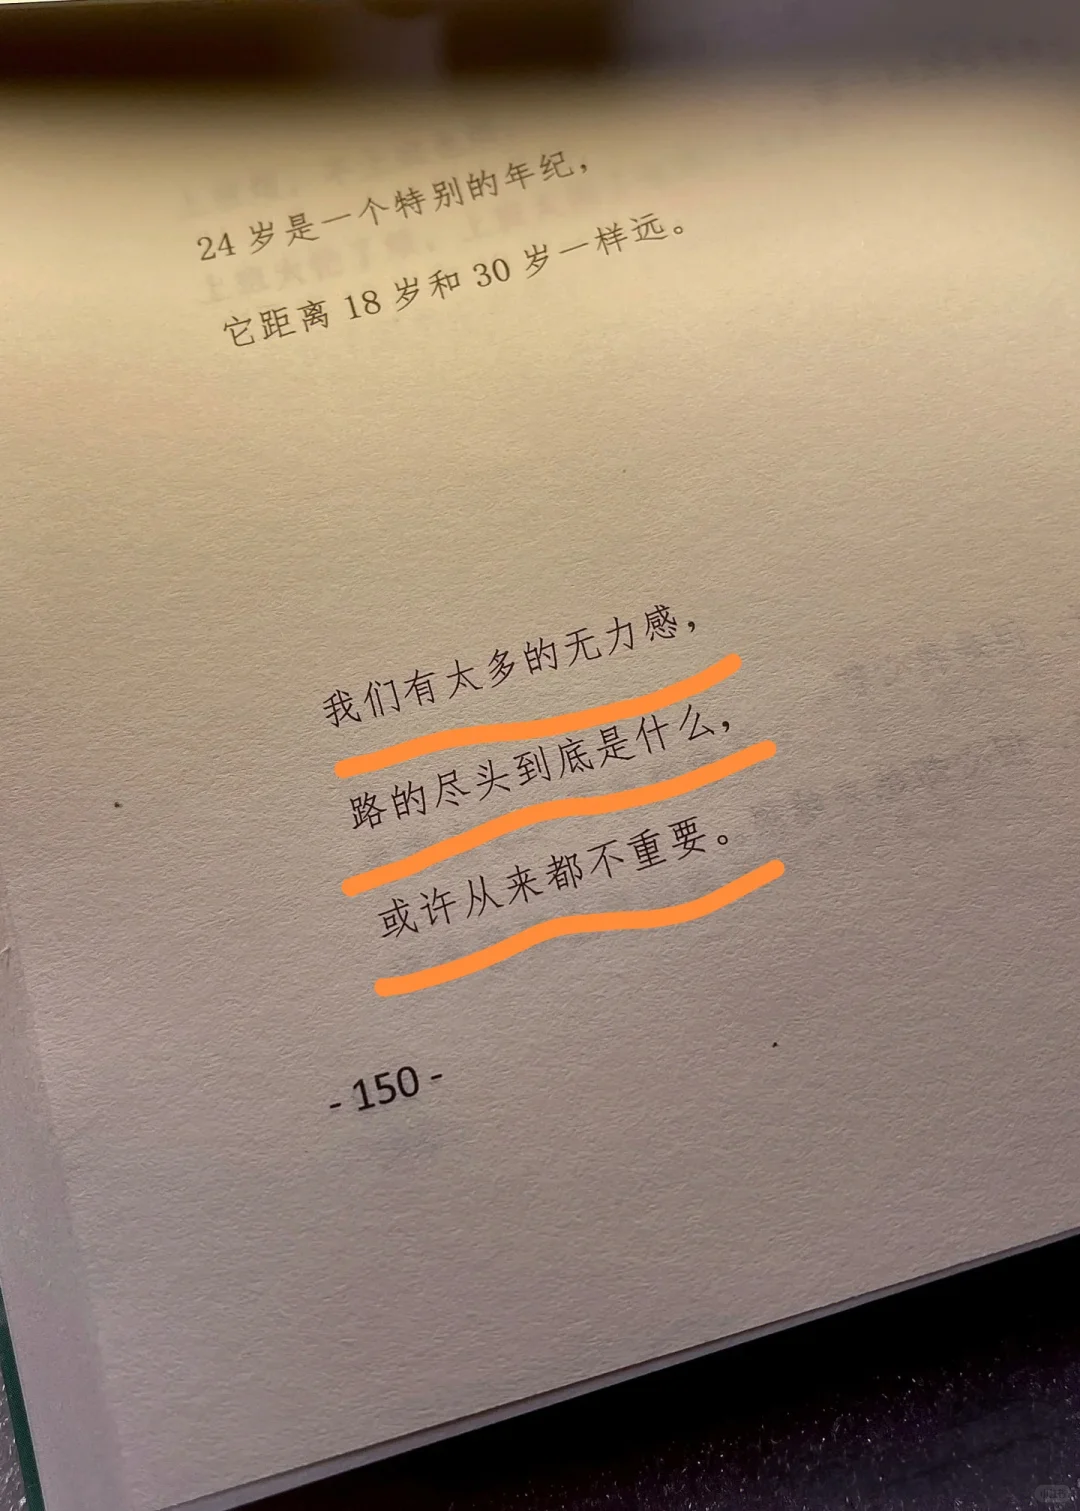 24 岁是一个特别的年纪，
它距离 18 岁和 30 岁一样远。
我们有太多的无力感，
路的尽头到底是什么，
或许从来都不重要。
- 150 -